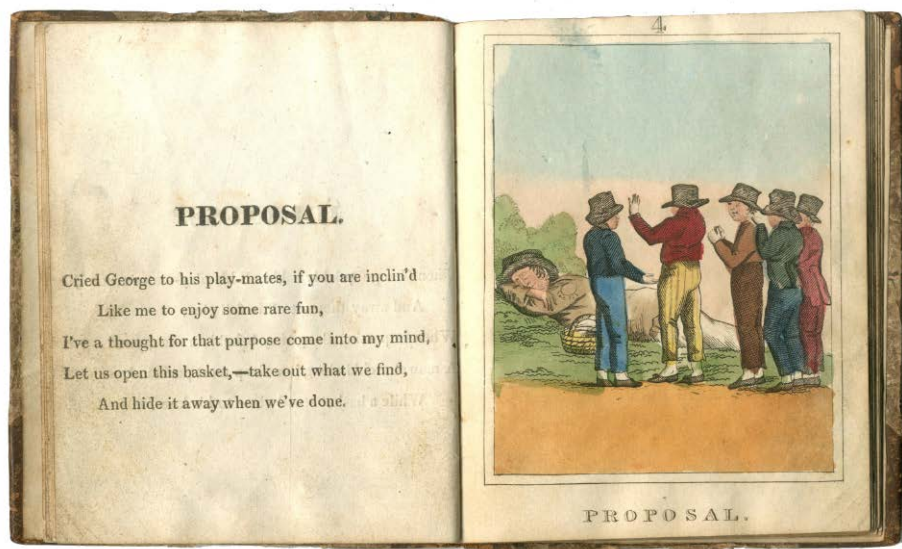 PROPOSAL.
Cried George to his play-mates, if you are inclin'd
Like me to enjoy some rare fun,
I've a thought for that purpose come into my mind,
Let us open this basket,—take out what we find,
And hide it away when we've done.
4.
PROPOSAL.